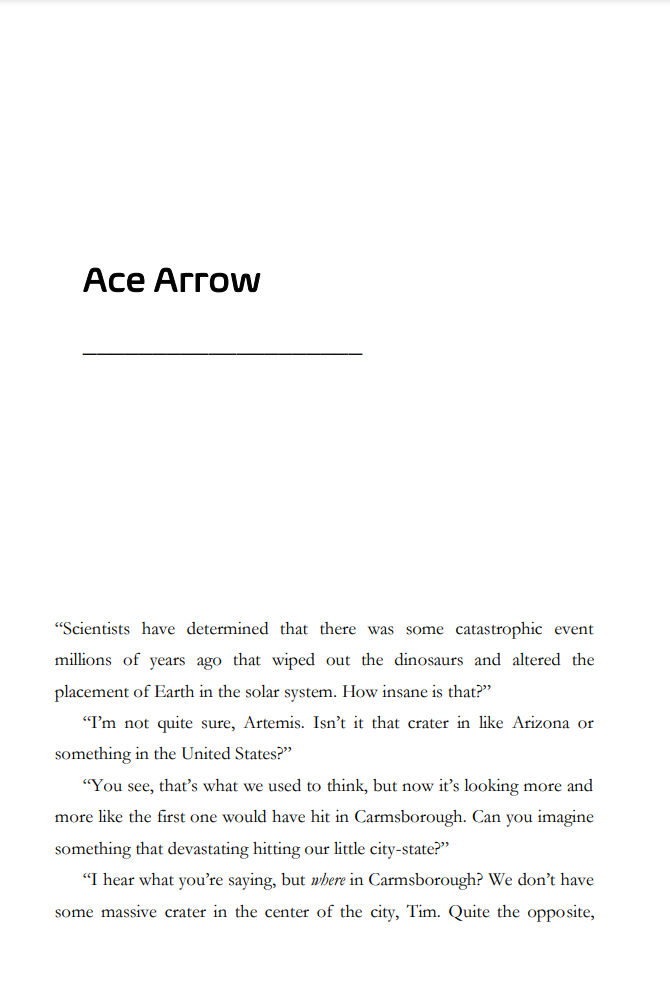 Ace Arrow
“Scientists have determined that there was some catastrophic event
millions of years ago that wiped out the dinosaurs and altered the
placement of Earth in the solar system. How insane is that?”
“I’m not quite sure, Artemis. Isn’t it that crater in like Arizona or
something in the United States?”
“You see, that’s what we used to think, but now it’s looking more and
more like the first one would have hit in Carmsborough. Can you imagine
something that devastating hitting our little city-state?”
“I hear what you’re saying, but where in Carmsborough? We don’t have
some massive crater in the center of the city, Tim. Quite the opposite,